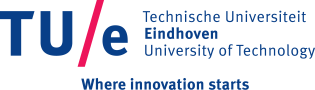 TU/e
Technische Universiteit
Eindhoven
University of Technology
Where innovation starts